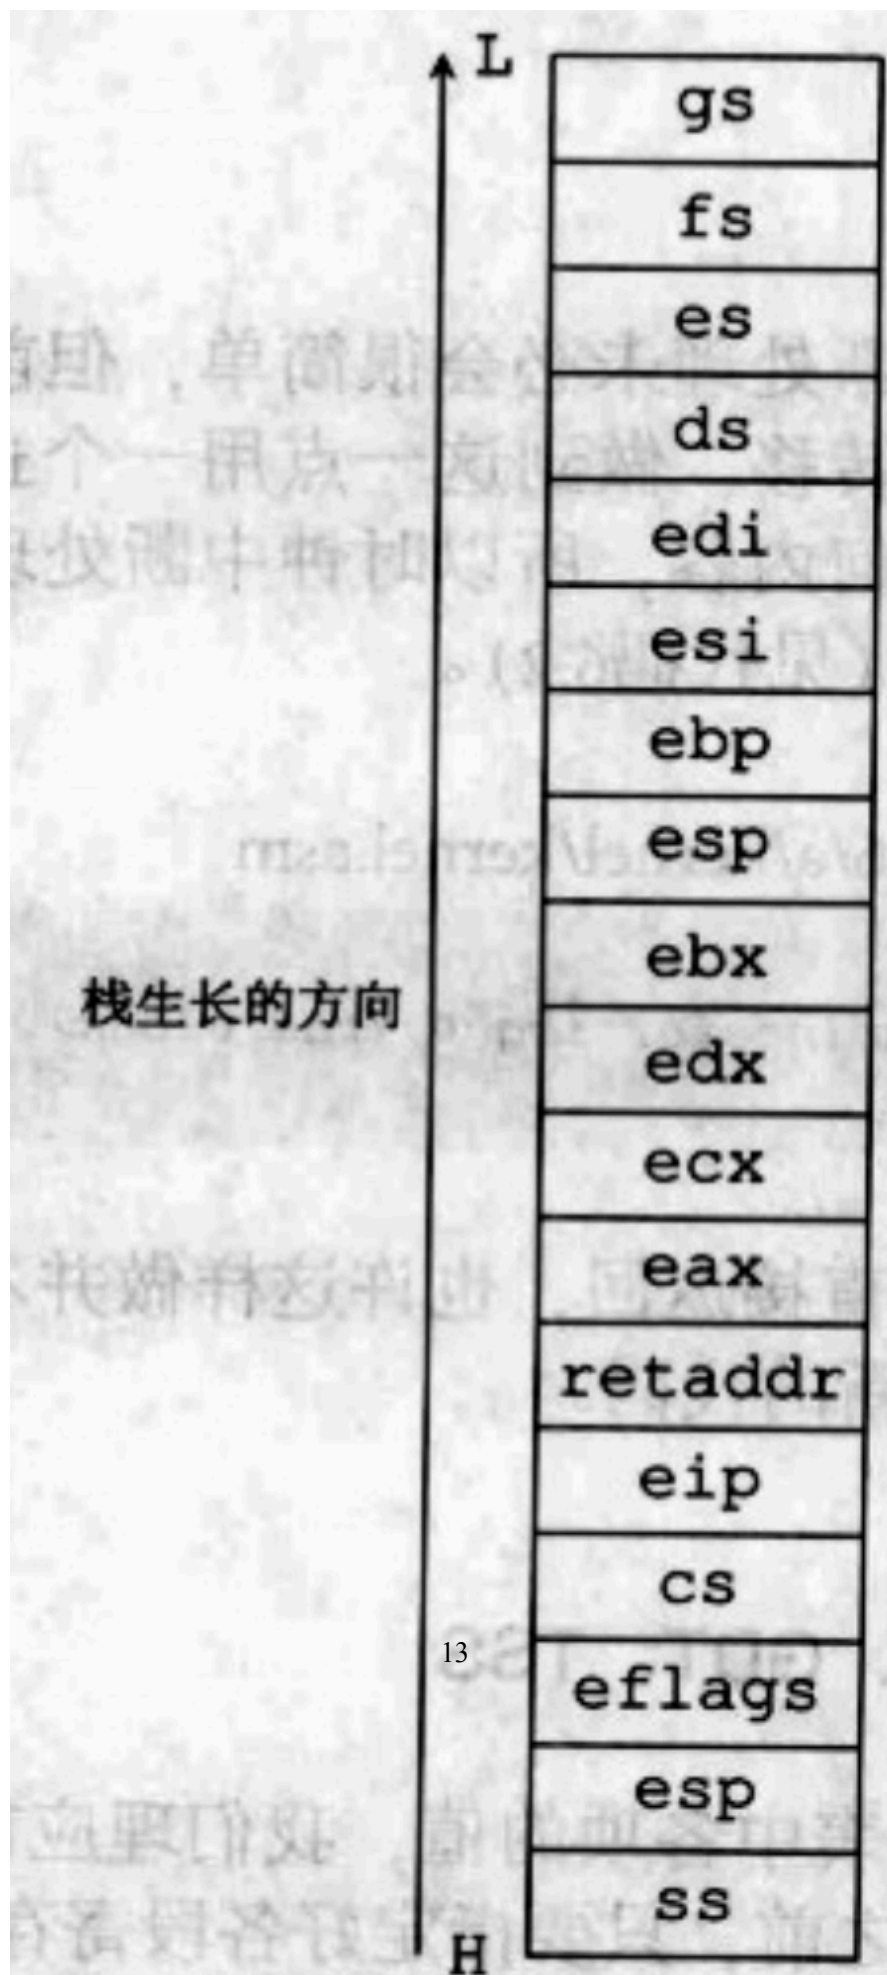 L
gs
fs
es
ds
edi
esi
ebp
esp
ebx
栈生长的方向
edx
ecx
eax
retaddr
eip
cs
13
eflags
esp
ss
H